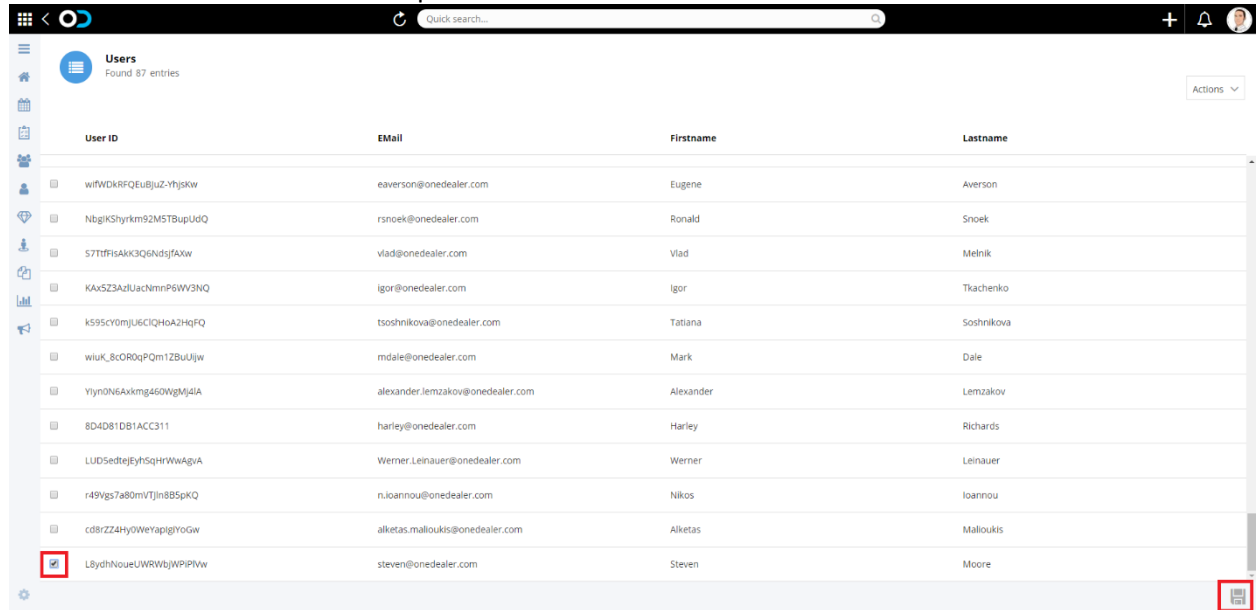 Quick search...
Users
Found 87 entries
Actions
User ID EMail Firstname Lastname
wifWDkRFQEuBJuZ-YhjsKw eaverson@onedealer.com Eugene Averson
NbgIKShyrkm92M5TBupUdQ rsnoek@onedealer.com Ronald Snoek
S7TtfFisAkK3Q6NdsJfAXw vlad@onedealer.com Vlad Melnik
KAx5Z3AzlUacNmnP6WV3NQ igor@onedealer.com Igor Tkachenko
k595cY0mJU6ClQHoA2HqFQ tsoshnikova@onedealer.com Tatiana Soshnikova
wiuK_8cOR0qPQm1ZBuUijw mdale@onedealer.com Mark Dale
YIyn0N6Axkmg460WgMj4lA alexander.lemzakov@onedealer.com Alexander Lemzakov
8D4D81DB1ACC311 harley@onedealer.com Harley Richards
LUD5edtejEyhSqHrWwAgvA Werner.Leinauer@onedealer.com Werner Leinauer
r49Vgs7a80mVTJln8B5pKQ n.ioannou@onedealer.com Nikos Ioannou
cd8rZZ4Hy0WeYapIgiYoGw alketas.malioukis@onedealer.com Alketas Malioukis
L8ydhNoueUWRWbjWPiPlVw steven@onedealer.com Steven Moore